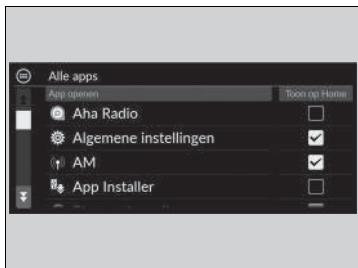 Alle apps
App openen Toon op Home
Aha Radio
Algemene instellingen
AM
App Installer